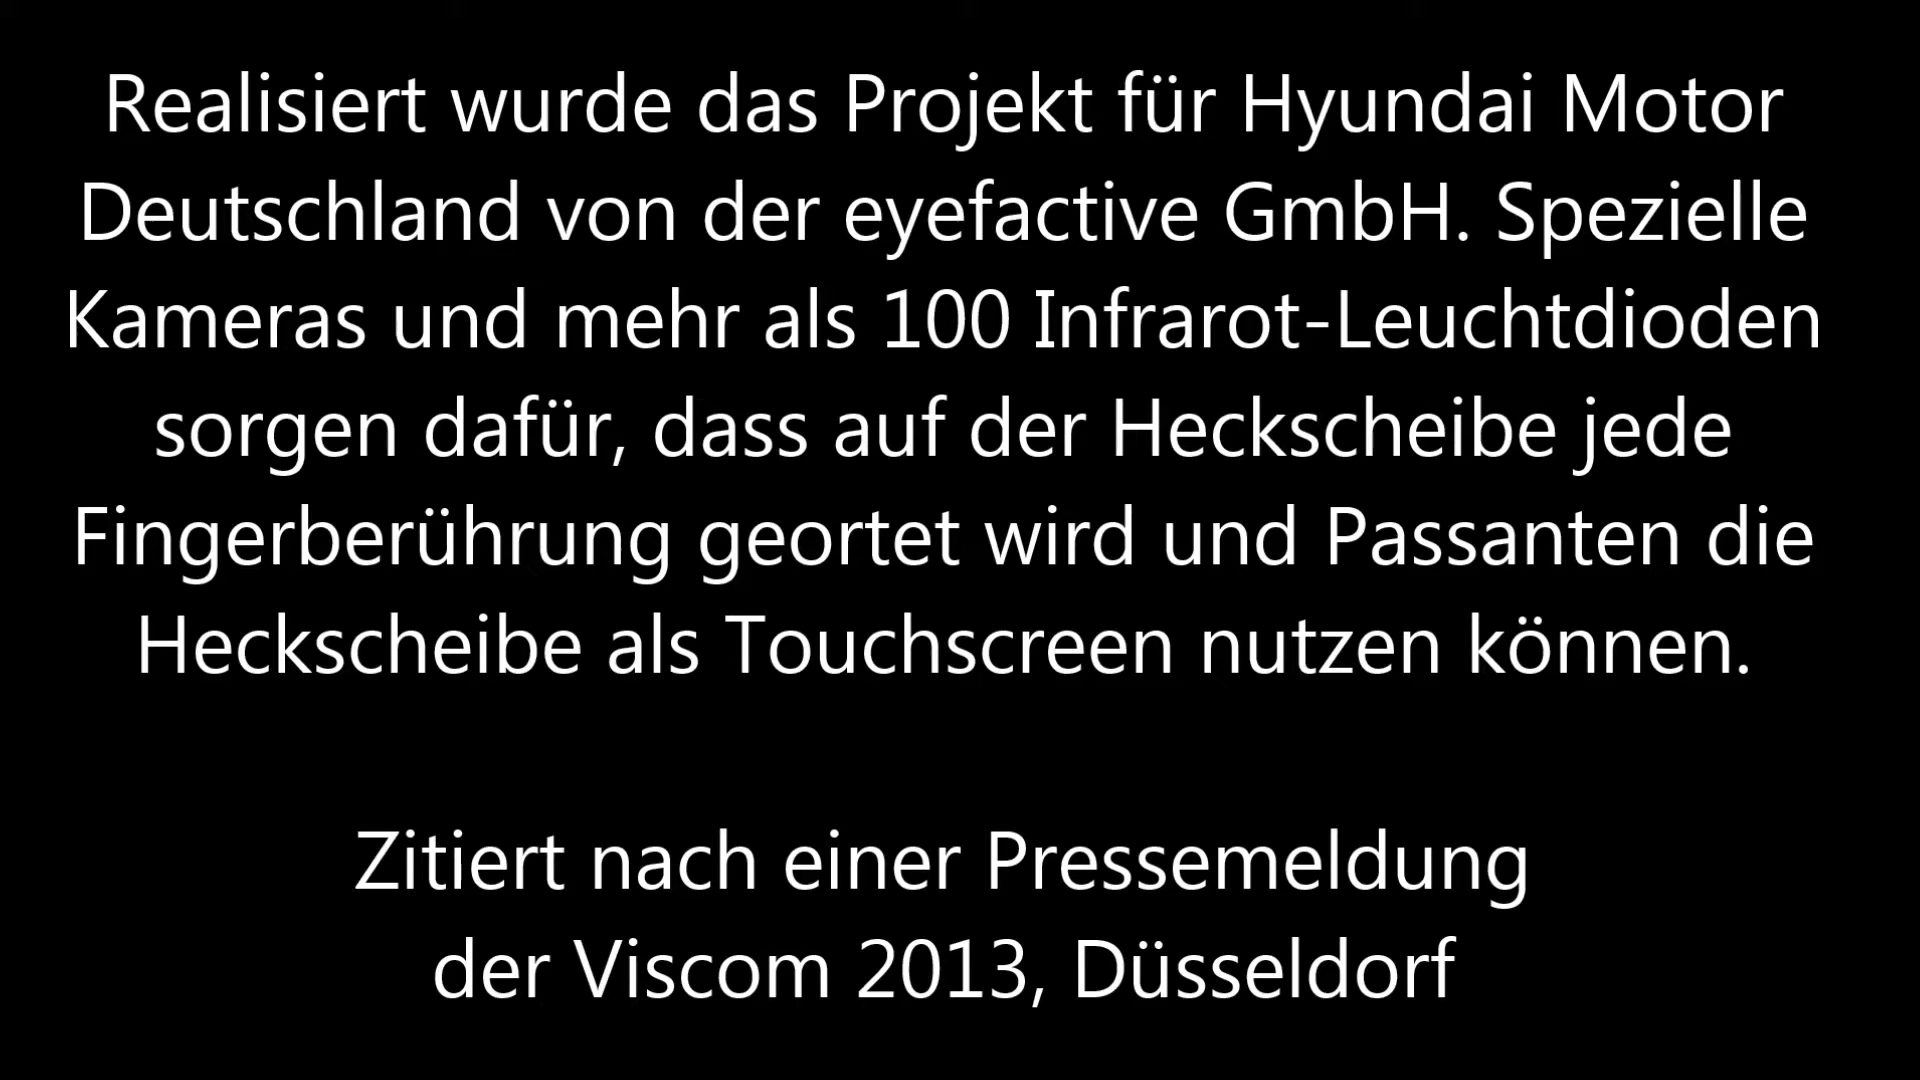 Realisiert wurde das Projekt für Hyundai Motor
Deutschland von der eyefactive GmbH. Spezielle
Kameras und mehr als 100 Infrarot-Leuchtdioden
sorgen dafür, dass auf der Heckscheibe jede
Fingerberührung geortet wird und Passanten die
Heckscheibe als Touchscreen nutzen können.
Zitiert nach einer Pressemeldung
der Viscom 2013, Düsseldorf